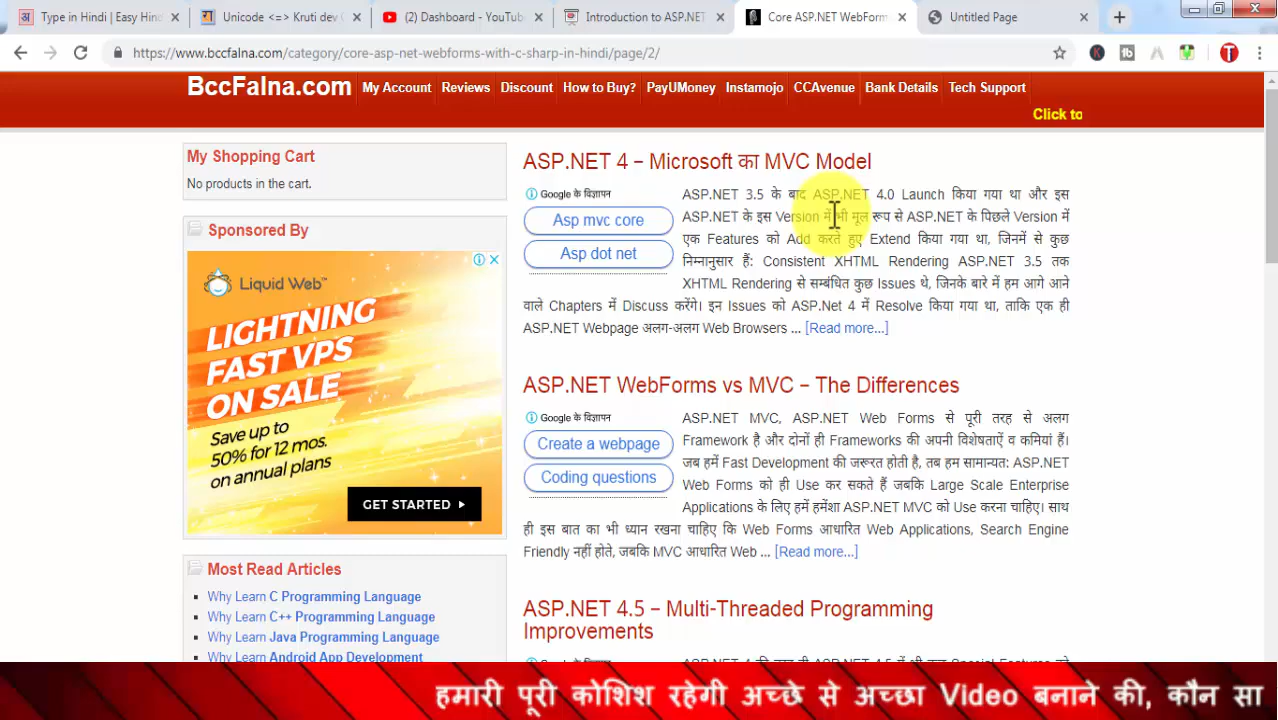 Type in Hindi | Easy Hin
Unicode <=> Kruti dev
(2) Dashboard - YouTub
Introduction to ASP.NET
Core ASP.NET WebForm
Untitled Page
https://www.bccfalna.com/category/core-asp-net-webforms-with-c-sharp-in-hindi/page/2/
BccFalna.com My Account Reviews Discount How to Buy? PayUMoney Instamojo CCAvenue Bank Details Tech Support
Click to
My Shopping Cart
No products in the cart.
Sponsored By
Liquid Web™
LIGHTNING
FAST VPS
ON SALE
Save up to
50% for 12 mos.
on annual plans
GET STARTED
Most Read Articles
Why Learn C Programming Language
Why Learn C++ Programming Language
Why Learn Java Programming Language
Why Learn Android App Development
ASP.NET 4 – Microsoft का MVC Model
Google के विज्ञापन
Asp mvc core
Asp dot net
ASP.NET 3.5 के बाद ASP.NET 4.0 Launch किया गया था और इस
ASP.NET के इस Version में भी मूल रूप से ASP.NET के पिछले Version में
एक Features को Add करते हुए Extend किया गया था, जिनमें से कुछ
निम्नानुसार हैं: Consistent XHTML Rendering ASP.NET 3.5 तक
XHTML Rendering से सम्बंधित कुछ Issues थे, जिनके बारे में हम आगे आने
वाले Chapters में Discuss करेंगे। इन Issues को ASP.Net 4 में Resolve किया गया था, ताकि एक ही
ASP.NET Webpage अलग-अलग Web Browsers ... [Read more...]
ASP.NET WebForms vs MVC – The Differences
Google के विज्ञापन
Create a webpage
Coding questions
ASP.NET MVC, ASP.NET Web Forms से पूरी तरह से अलग
Framework है और दोनों ही Frameworks की अपनी विशेषताऐं व कमियां हैं।
जब हमें Fast Development की जरूरत होती है, तब हम सामान्यत: ASP.NET
Web Forms को ही Use कर सकते हैं जबकि Large Scale Enterprise
Applications के लिए हमें हमेंशा ASP.NET MVC को Use करना चाहिए। साथ
ही इस बात का भी ध्यान रखना चाहिए कि Web Forms आधारित Web Applications, Search Engine
Friendly नहीं होते, जबकि MVC आधारित Web ... [Read more...]
ASP.NET 4.5 – Multi-Threaded Programming
Improvements
हमारी पूरी कोशिश रहेगी अच्छे से अच्छा Video बनाने की, कौन सा